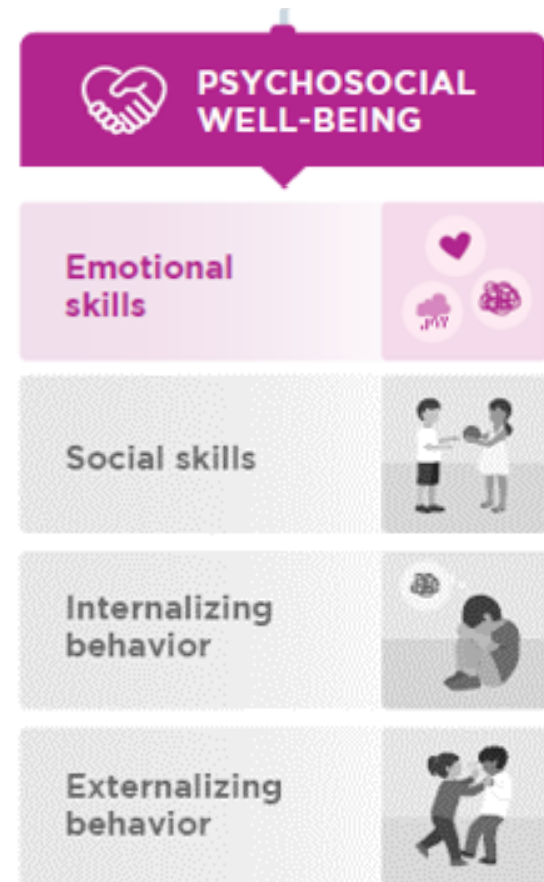 PSYCHOSOCIAL
WELL-BEING
Emotional
skills
Social skills
Internalizing
behavior
Externalizing
behavior